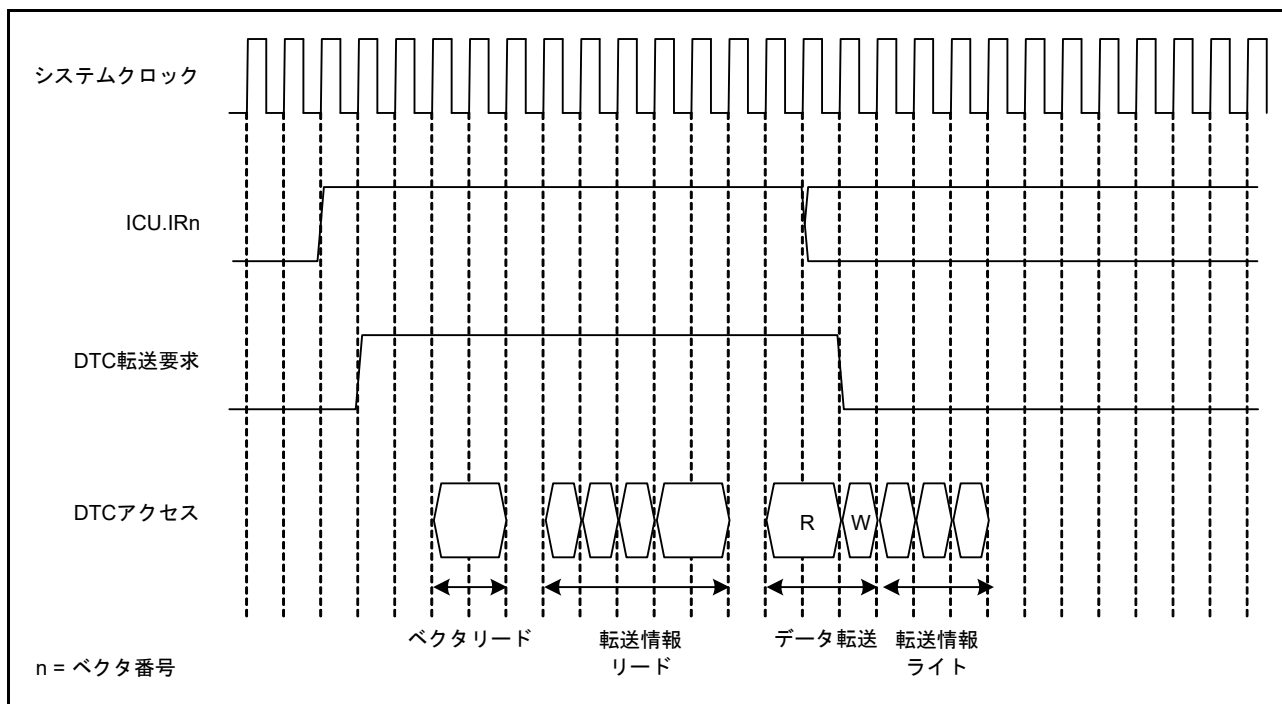 システムクロック
ICU.IRn
DTC転送要求
DTCアクセス
R
W
ベクタリード
転送情報
リード
データ転送
転送情報
ライト
n = ベクタ番号